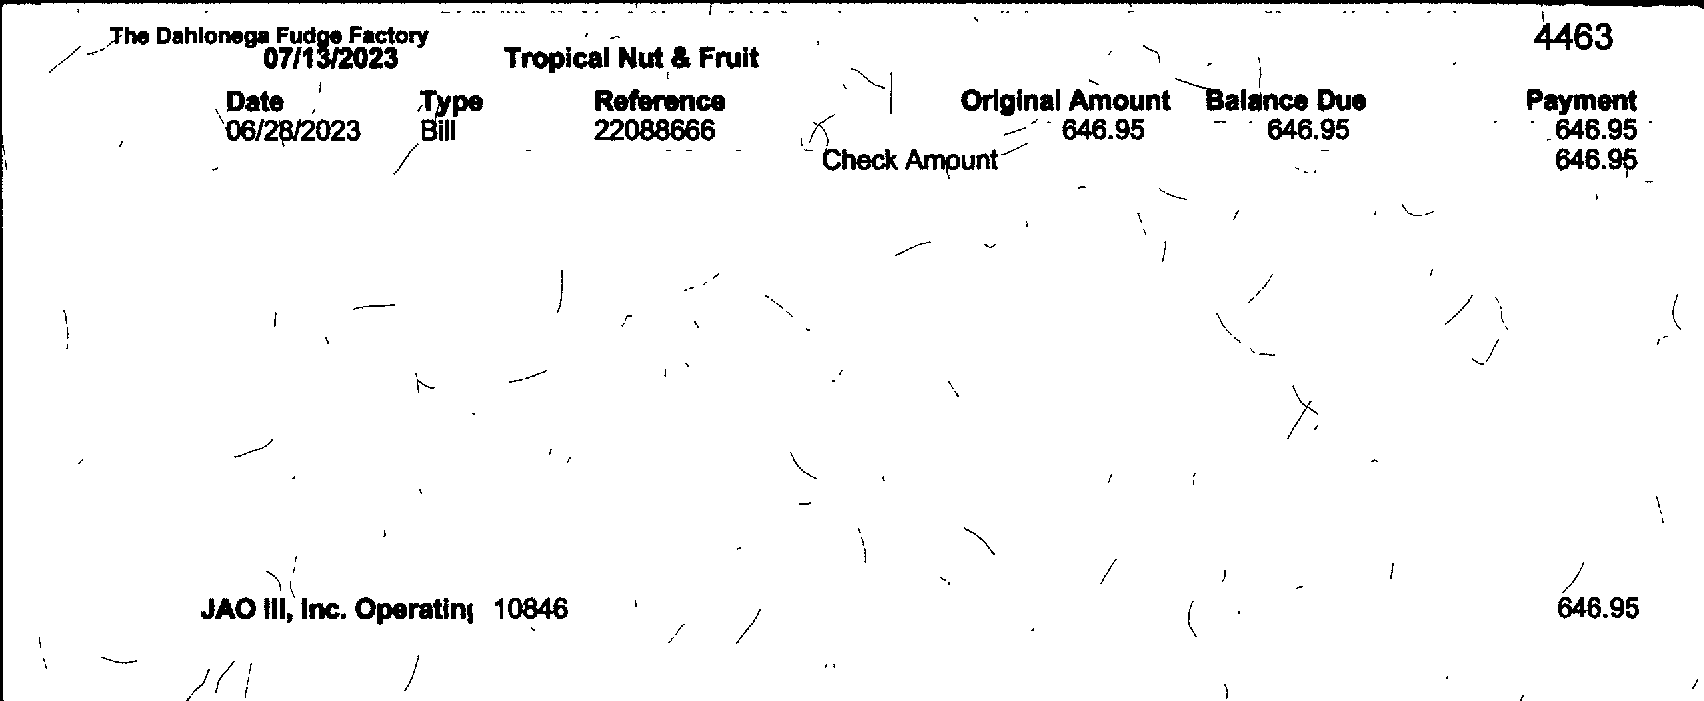 The Dahlonega Fudge Factory 4463
07/13/2023 Tropical Nut & Fruit
Date Type Reference Original Amount Balance Due Payment
06/28/2023 Bill 22088666 646.95 646.95 646.95
Check Amount 646.95
JAO III, Inc. Operating 10846 646.95